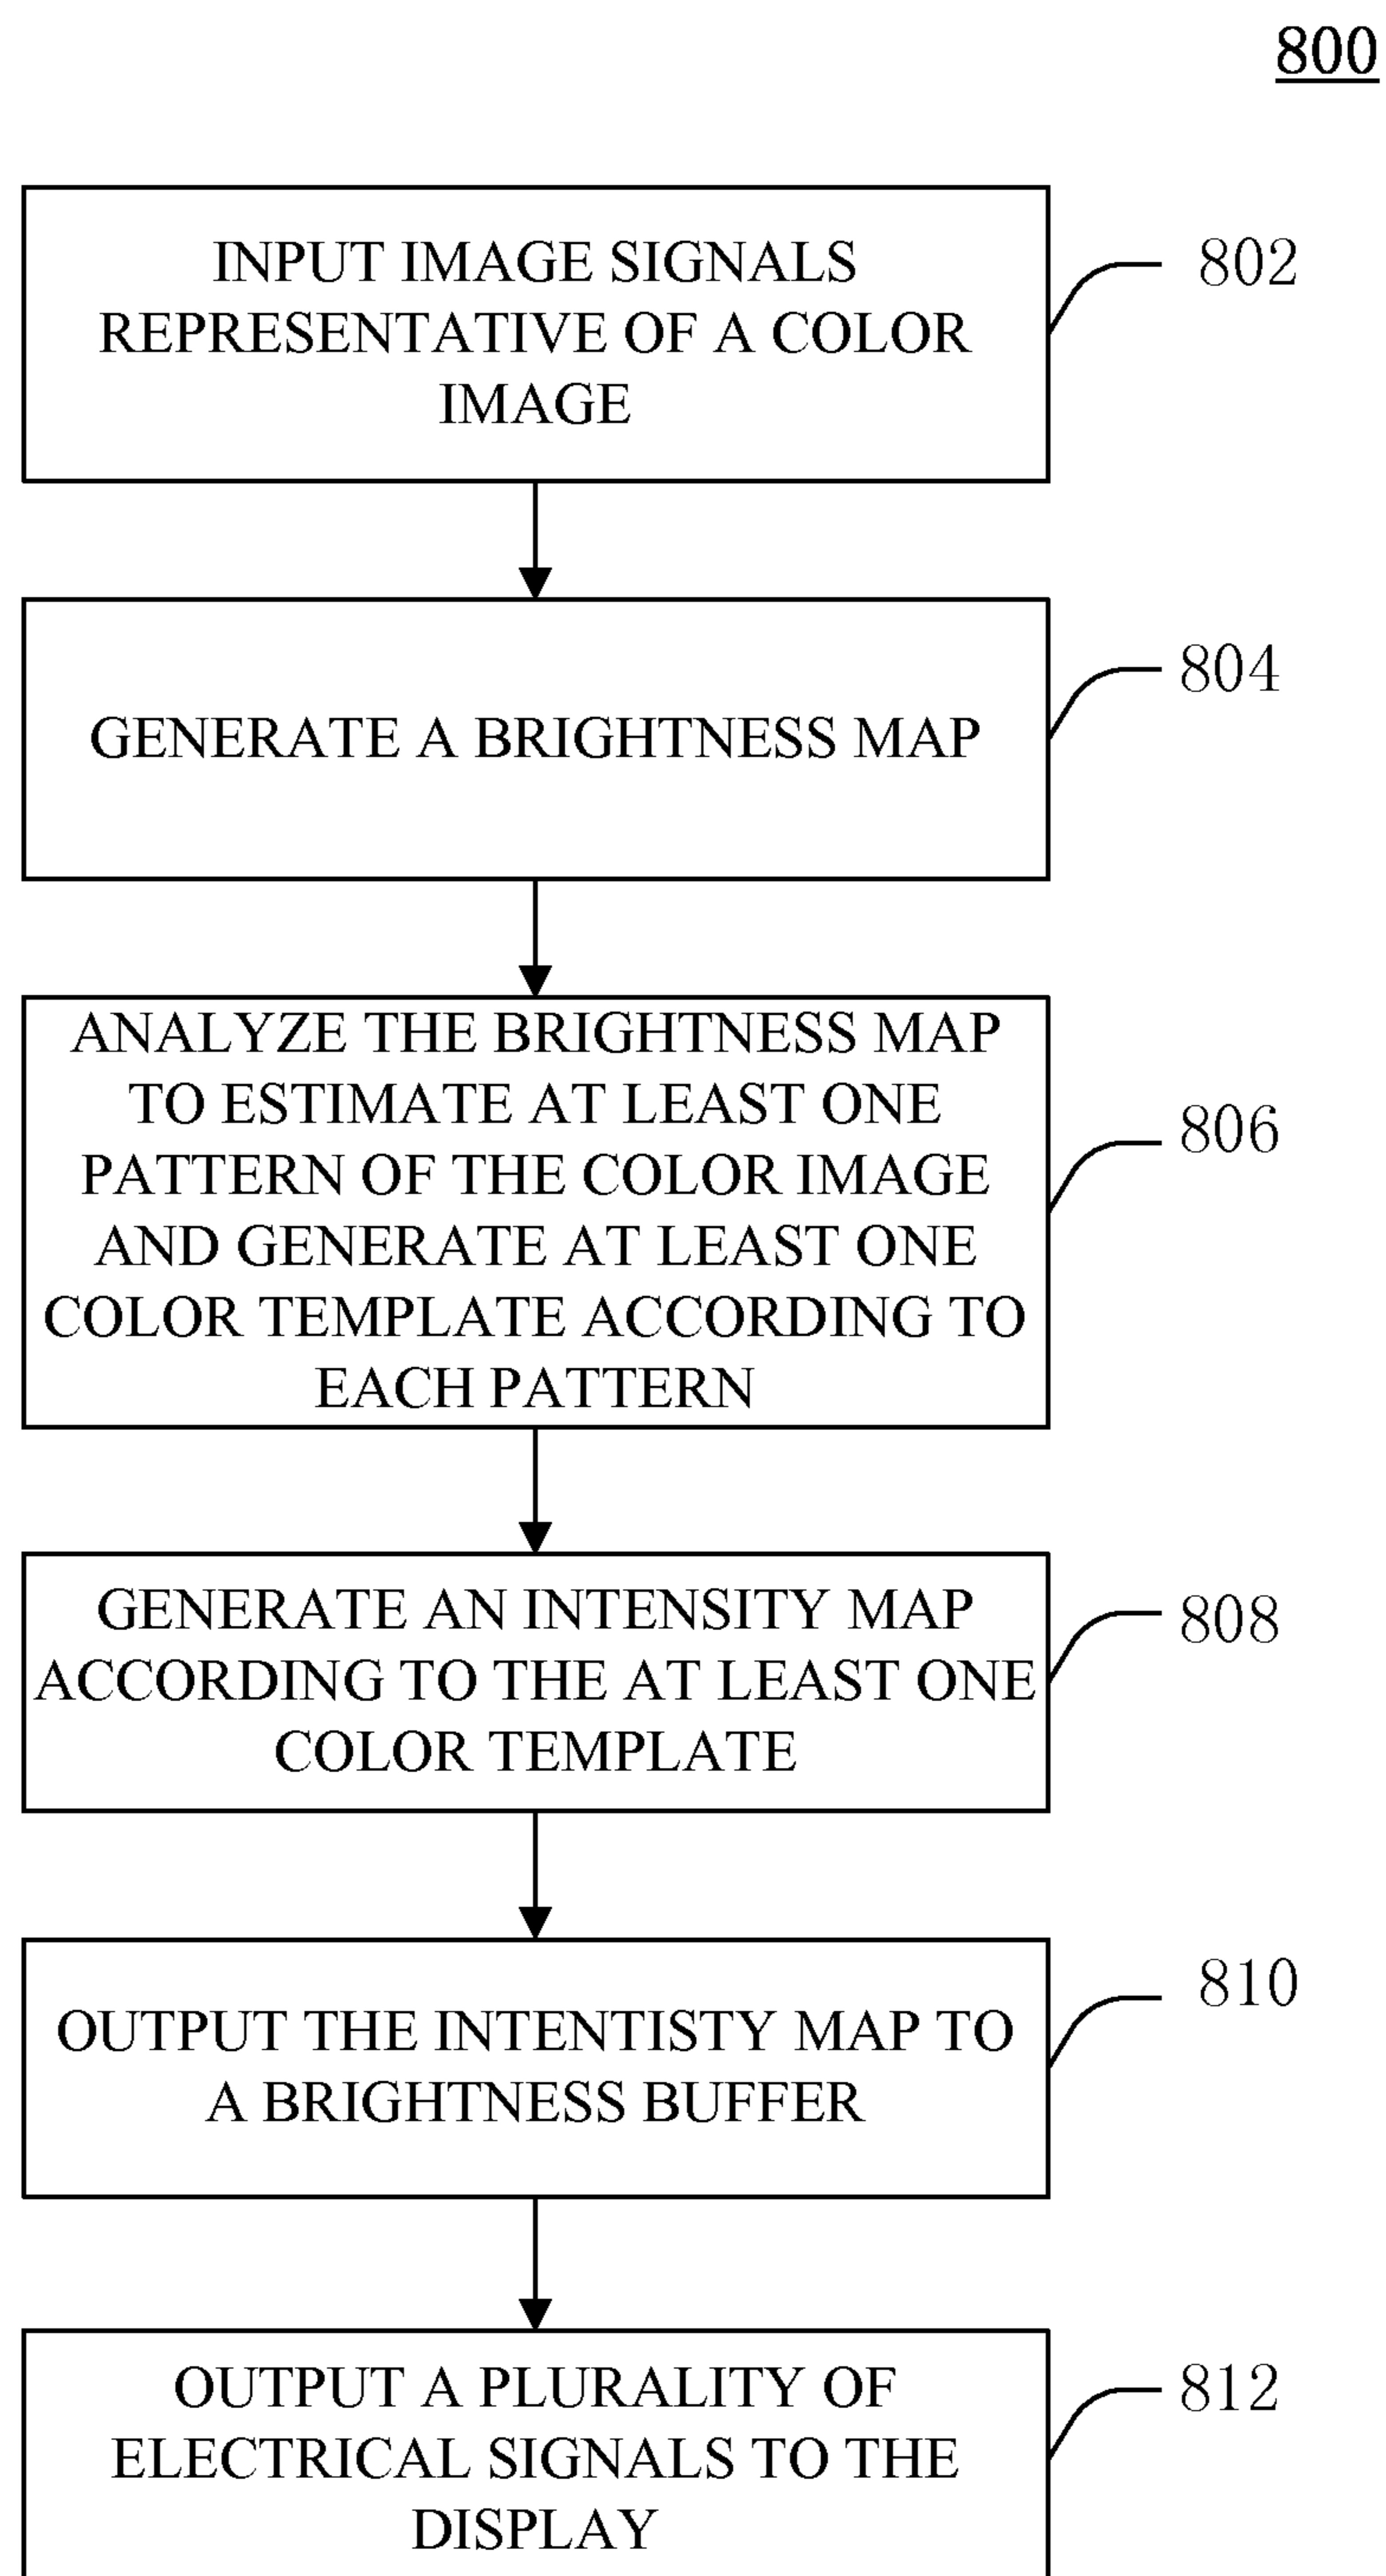 800
INPUT IMAGE SIGNALS
REPRESENTATIVE OF A COLOR
IMAGE
802
GENERATE A BRIGHTNESS MAP
804
ANALYZE THE BRIGHTNESS MAP
TO ESTIMATE AT LEAST ONE
PATTERN OF THE COLOR IMAGE
AND GENERATE AT LEAST ONE
COLOR TEMPLATE ACCORDING TO
EACH PATTERN
806
GENERATE AN INTENSITY MAP
ACCORDING TO THE AT LEAST ONE
COLOR TEMPLATE
808
OUTPUT THE INTENTISTY MAP TO
A BRIGHTNESS BUFFER
810
OUTPUT A PLURALITY OF
ELECTRICAL SIGNALS TO THE
DISPLAY
812